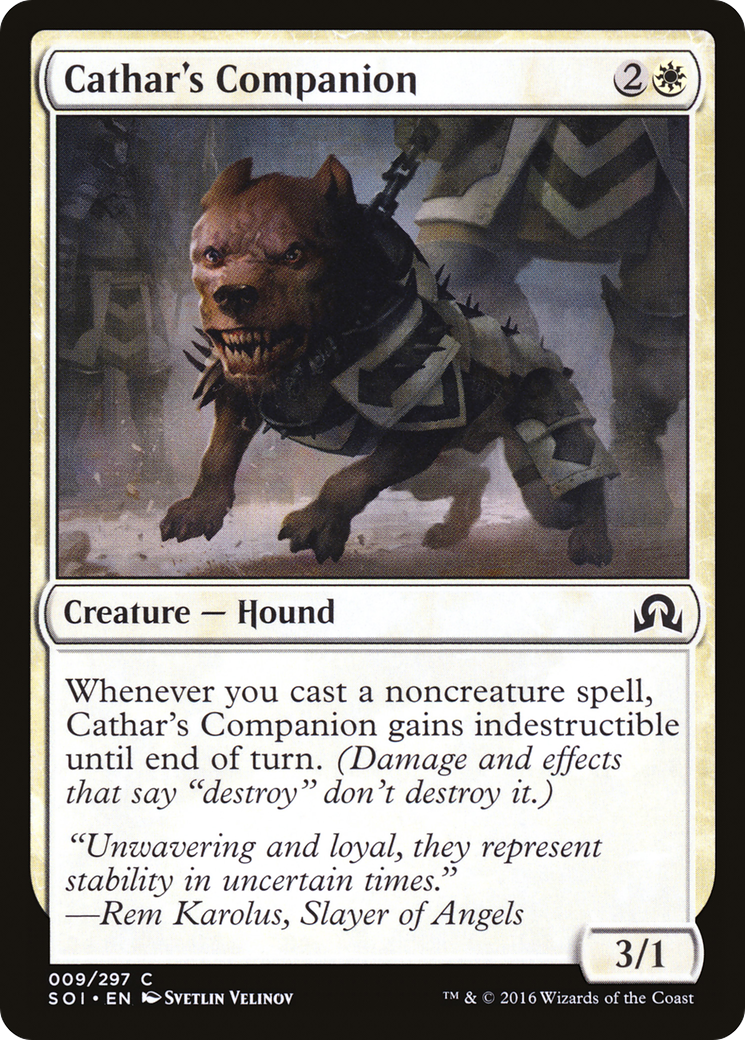 Cathar's Companion 2
Creature — Hound
Whenever you cast a noncreature spell,
Cathar's Companion gains indestructible
until end of turn. (Damage and effects
that say “destroy” don't destroy it.)
“Unwavering and loyal, they represent
stability in uncertain times.”
—Rem Karolus, Slayer of Angels
3/1
009/297 C
SOI • EN Svetlin Velinov
™ & © 2016 Wizards of the Coast